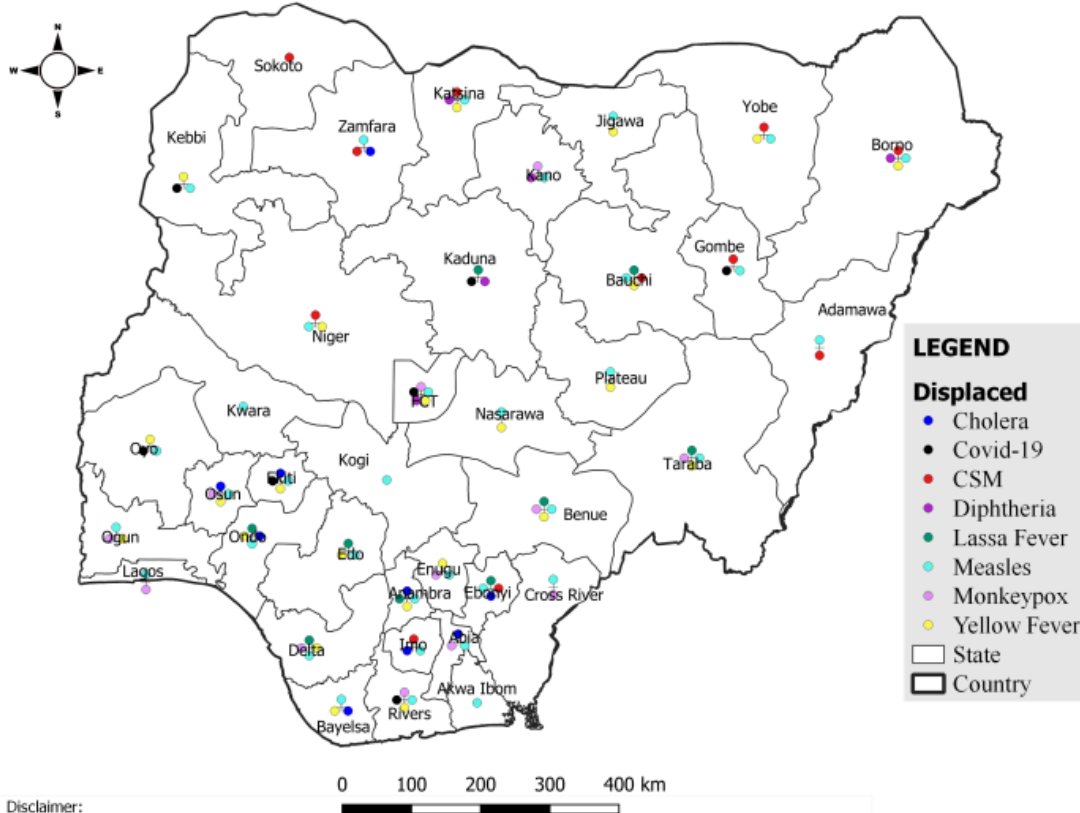 N
W E
S
Sokoto
Katsina
Yobe
Jigawa
Zamfara
Kebbi
Borno
Kano
Gombe
Kaduna
Bauchi
Adamawa
Niger
Plateau
FCT
Kwara
Nasarawa
Oyo
Kogi
Taraba
Ekiti
Osun
Benue
Ogun
Ondo
Edo
Lagos
Enugu
Anambra
Ebonyi
Cross River
Delta
Imo
Abia
Akwa Ibom
Rivers
Bayelsa
LEGEND
Displaced
Cholera
Covid-19
CSM
Diphtheria
Lassa Fever
Measles
Monkeypox
Yellow Fever
State
Country
0 100 200 300 400 km
Disclaimer: